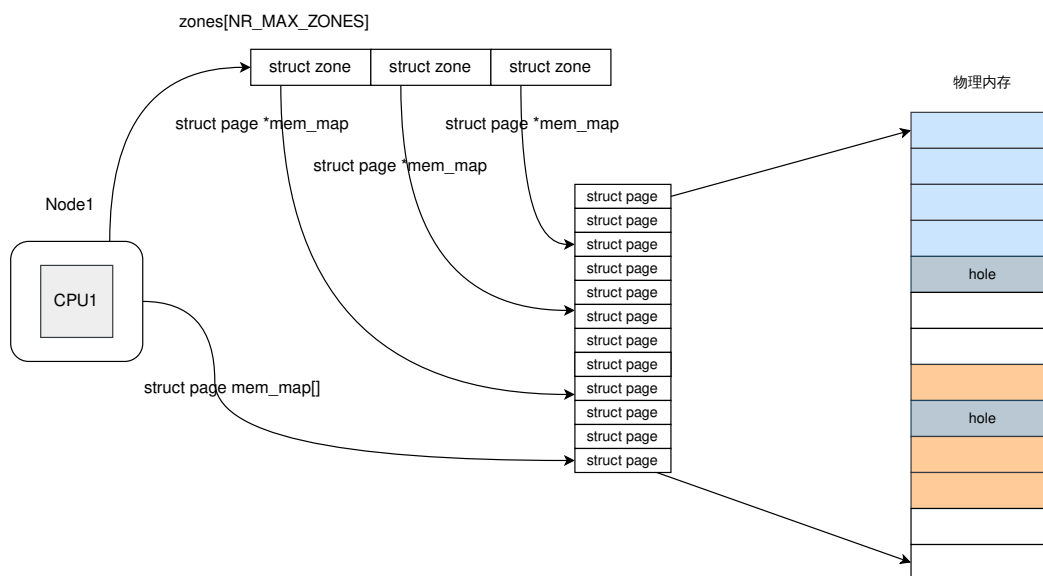 zones[NR_MAX_ZONES]
struct zone
struct zone
struct zone
物理内存
struct page *mem_map
struct page *mem_map
struct page *mem_map
Node1
CPU1
struct page mem_map[]
struct page
struct page
struct page
struct page
struct page
struct page
struct page
struct page
struct page
struct page
struct page
struct page
hole
hole